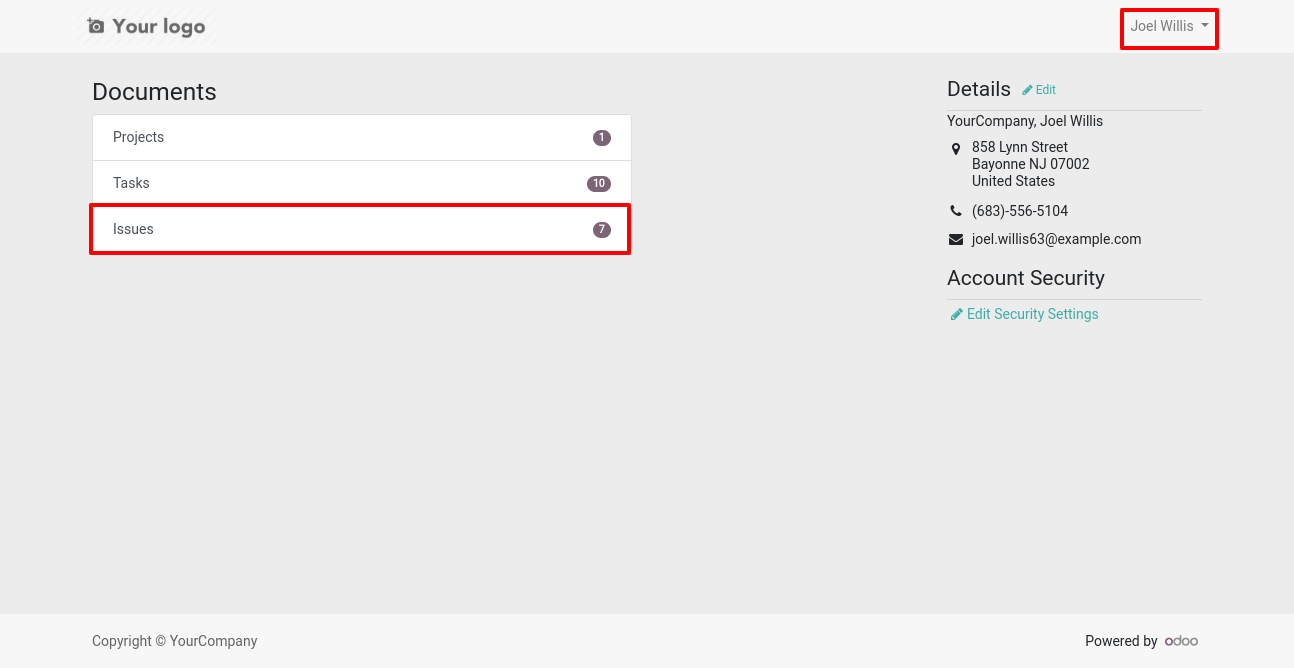 Your logo
Joel Willis
Documents
Projects 1
Tasks 10
Issues 7
Details Edit
YourCompany, Joel Willis
858 Lynn Street
Bayonne NJ 07002
United States
(683)-556-5104
joel.willis63@example.com
Account Security
Edit Security Settings
Copyright © YourCompany
Powered by odoo